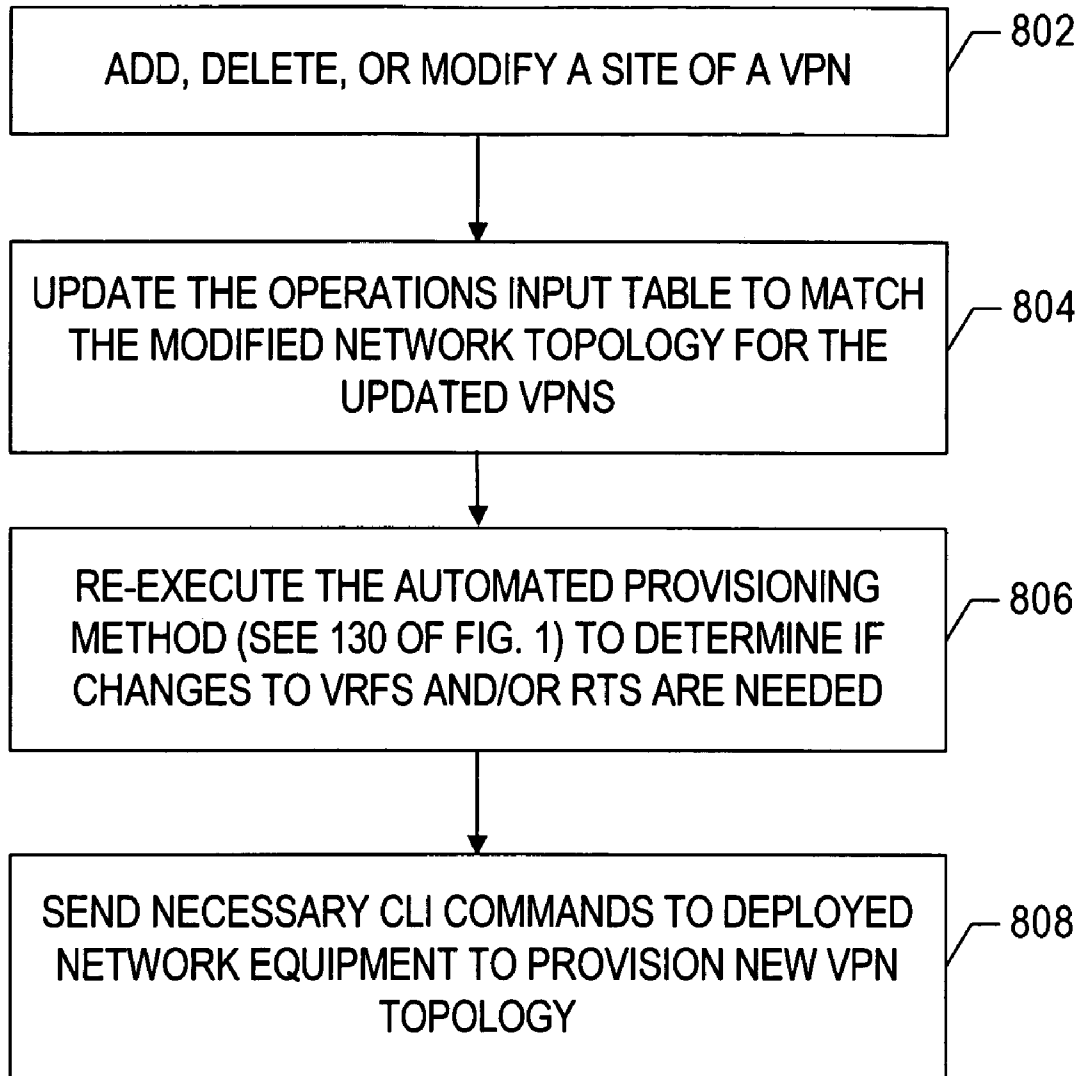 ADD, DELETE, OR MODIFY A SITE OF A VPN
802
UPDATE THE OPERATIONS INPUT TABLE TO MATCH
THE MODIFIED NETWORK TOPOLOGY FOR THE
UPDATED VPNS
804
RE-EXECUTE THE AUTOMATED PROVISIONING
METHOD (SEE 130 OF FIG. 1) TO DETERMINE IF
CHANGES TO VRFS AND/OR RTS ARE NEEDED
806
SEND NECESSARY CLI COMMANDS TO DEPLOYED
NETWORK EQUIPMENT TO PROVISION NEW VPN
TOPOLOGY
808